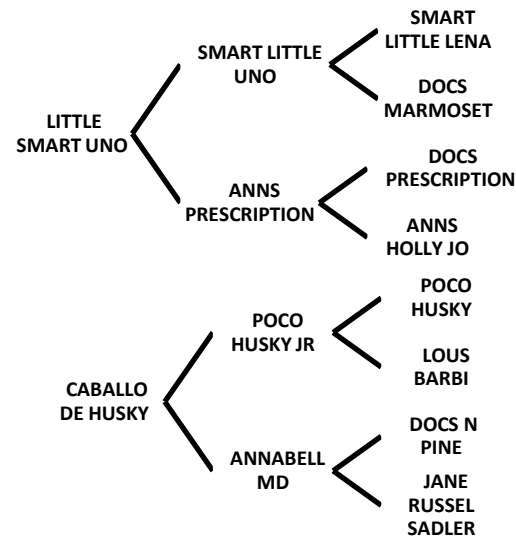 SMART
LITTLE LENA
SMART LITTLE
UNO
DOCS
MARMOSET
LITTLE
SMART UNO
DOCS
PRESCRIPTION
ANNS
PRESCRIPTION
ANNS
HOLLY JO
POCO
HUSKY
POCO
HUSKY JR
LOUS
BARBI
CABALLO
DE HUSKY
DOCS N
PINE
ANNABELL
MD
JANE
RUSSEL
SADLER